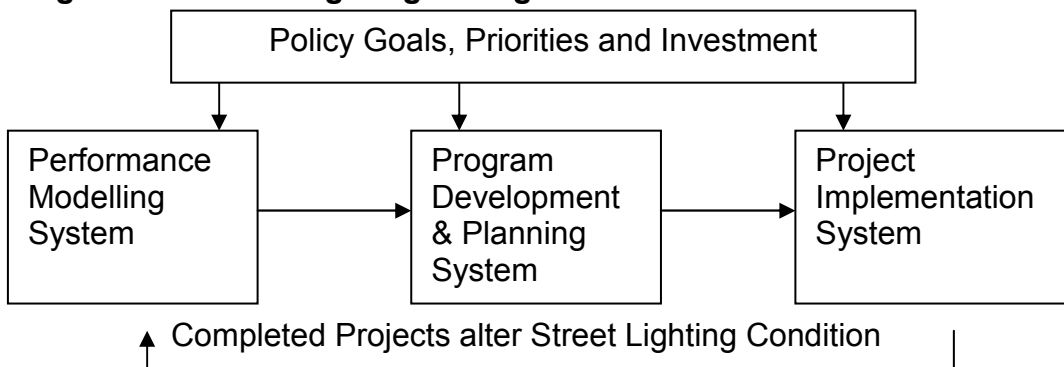 Policy Goals, Priorities and Investment
Performance
Modelling
System
Program
Development
& Planning
System
Project
Implementation
System
Completed Projects alter Street Lighting Condition